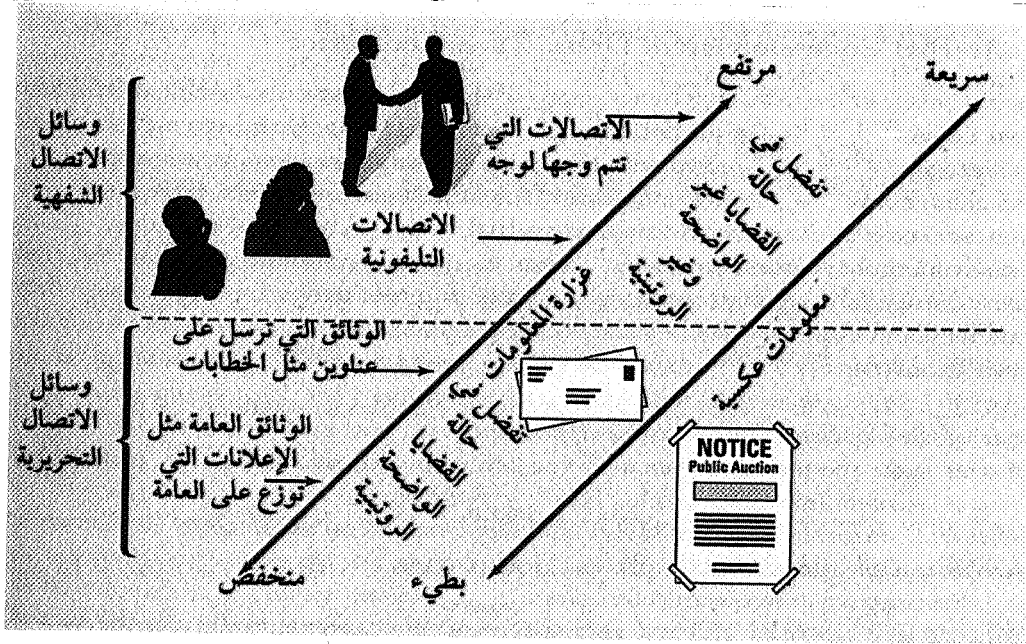 مرتفع
سريعة
وسائل
الاتصال
الشفهية
الاتصالات التي
تتم وجهًا لوجه
الاتصالات
التليفونية
تفضل في
حالة
القضايا غير
الواضحة
وغير
الروتينية
غزارة المعلومات
معلومات عكسية
وسائل
الاتصال
التحريرية
الوثائق التي ترسل على
عناوين مثل الخطابات
الوثائق العامة مثل
الإعلانات التي
توزع على العامة
تفضل في
حالة
القضايا
الواضحة
الروتينية
NOTICE
Public Auction
منخفض
بطيء